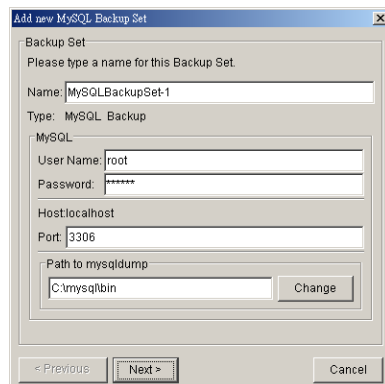 Add new MySQL Backup Set
Backup Set
Please type a name for this Backup Set.
Name: MySQLBackupSet-1
Type: MySQL Backup
MySQL
User Name: root
Password: ******
Host:localhost
Port: 3306
Path to mysqldump
C:\mysql\bin Change
< Previous Next > Cancel